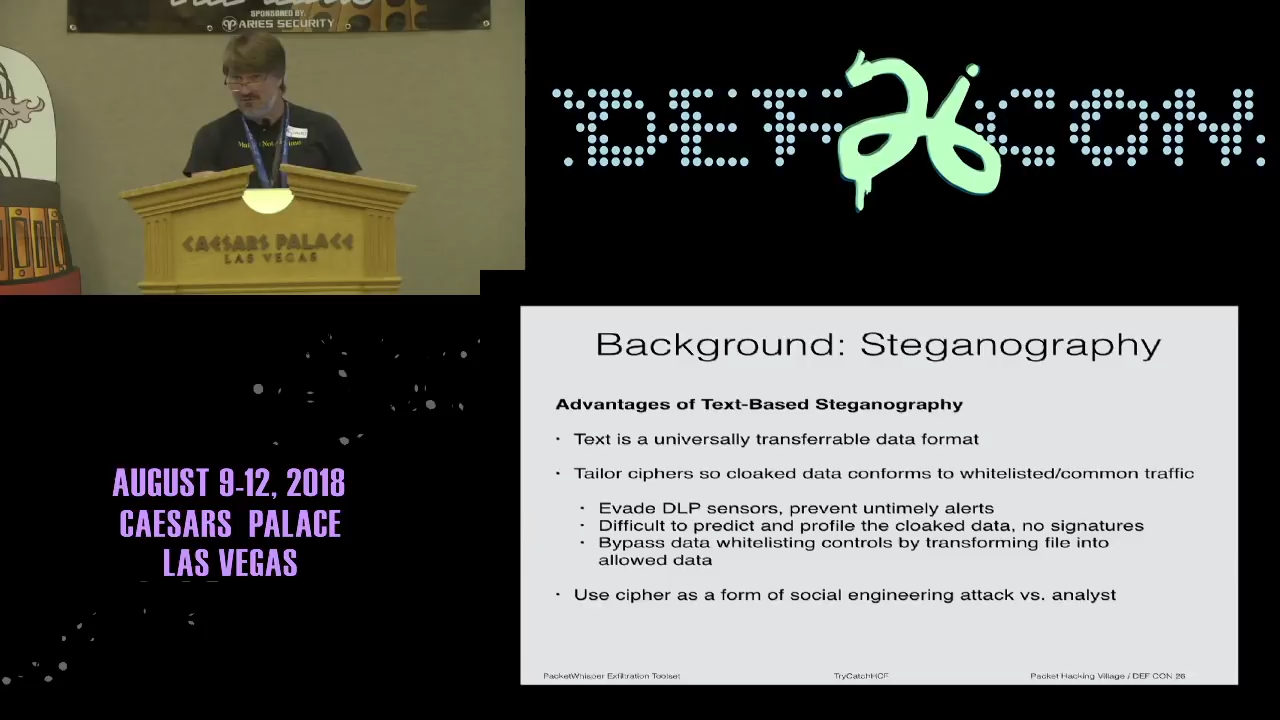 SPONSORED BY:
ARIES SECURITY
CAESARS PALACE
LAS VEGAS
DEF CON
26
AUGUST 9-12, 2018
CAESARS PALACE
LAS VEGAS
Background: Steganography
Advantages of Text-Based Steganography
· Text is a universally transferrable data format
· Tailor ciphers so cloaked data conforms to whitelisted/common traffic
· Evade DLP sensors, prevent untimely alerts
· Difficult to predict and profile the cloaked data, no signatures
· Bypass data whitelisting controls by transforming file into
allowed data
· Use cipher as a form of social engineering attack vs. analyst
PacketWhisper Exfiltration Toolset
TryCatchHCF
Packet Hacking Village / DEF CON 26